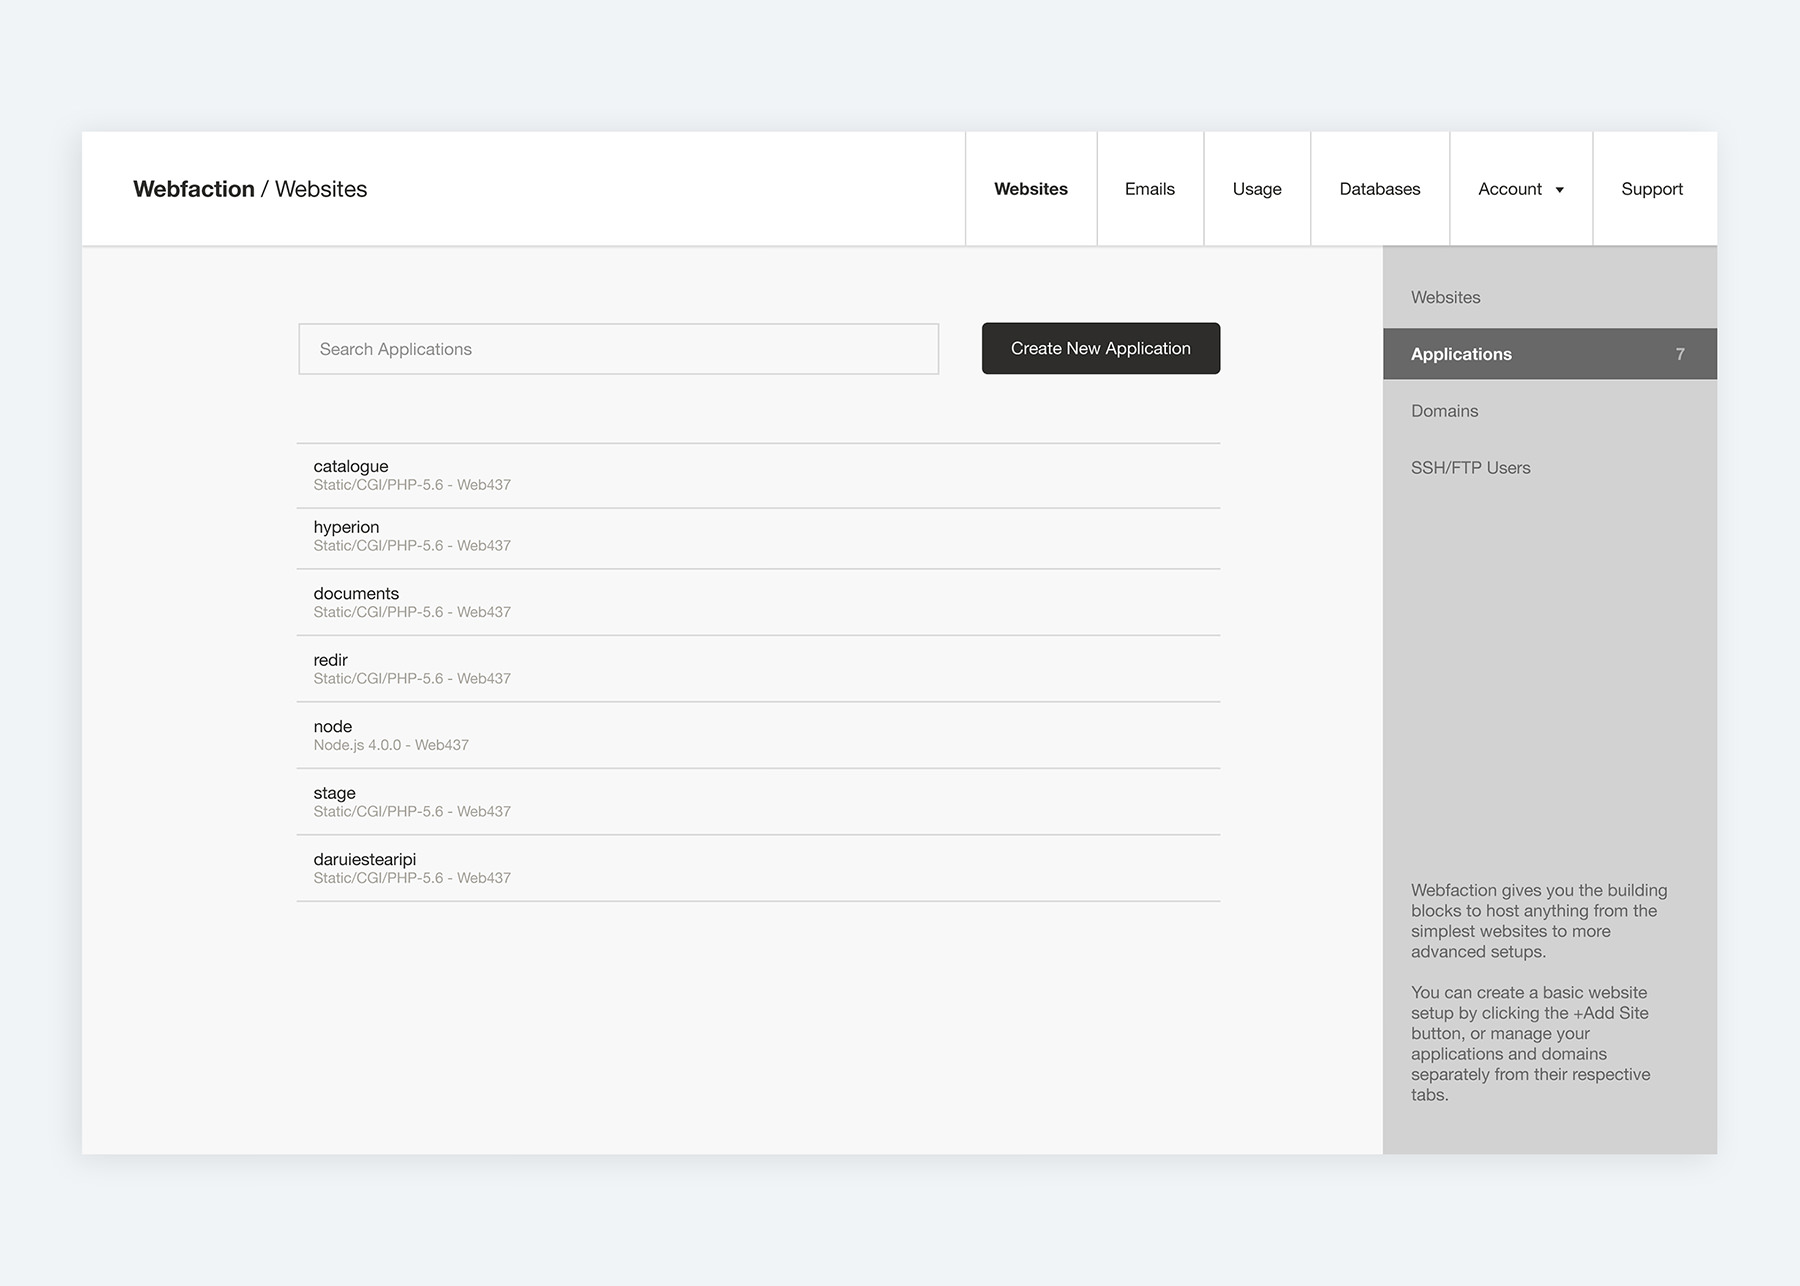 Webfaction / Websites
Websites
Emails
Usage
Databases
Account
Support
Search Applications
Create New Application
catalogue
Static/CGI/PHP-5.6 - Web437
hyperion
Static/CGI/PHP-5.6 - Web437
documents
Static/CGI/PHP-5.6 - Web437
redir
Static/CGI/PHP-5.6 - Web437
node
Node.js 4.0.0 - Web437
stage
Static/CGI/PHP-5.6 - Web437
daruiestearipi
Static/CGI/PHP-5.6 - Web437
Websites
Applications 7
Domains
SSH/FTP Users
Webfaction gives you the building
blocks to host anything from the
simplest websites to more
advanced setups.
You can create a basic website
setup by clicking the +Add Site
button, or manage your
applications and domains
separately from their respective
tabs.